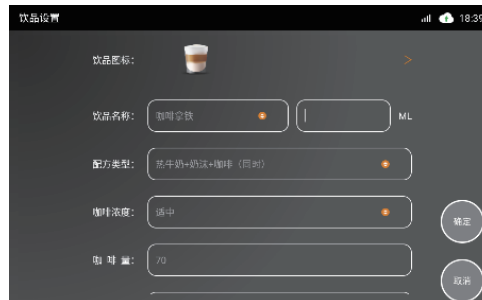 饮品设置 18:39
饮品图标: >
饮品名称: 咖啡拿铁 ML
配方类型: 热牛奶+奶沫+咖啡（同时）
咖啡浓度: 适中
确定
咖 啡 量: 70
取消